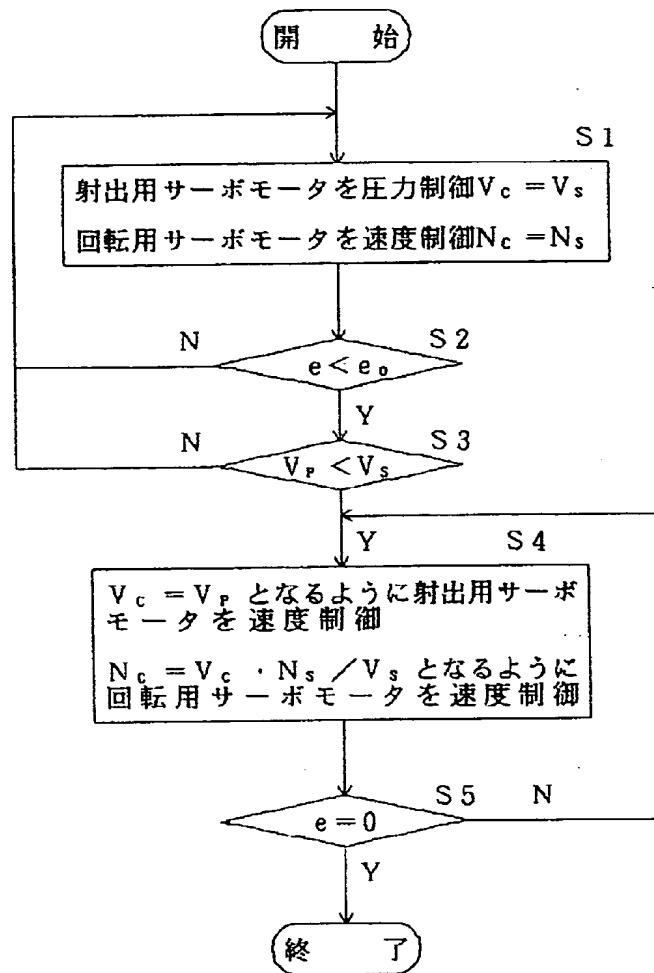 開 始
S1
射出用サーボモータを圧力制御Vc=Vs
回転用サーボモータを速度制御Nc=Ns
N
S2
e<e₀
Y
N
S3
VP<VS
Y
S4
Vc=VPとなるように射出用サーボ
モータを速度制御
Nc=Vc・Ns/Vsとなるように
回転用サーボモータを速度制御
S5
N
e=0
Y
終 了